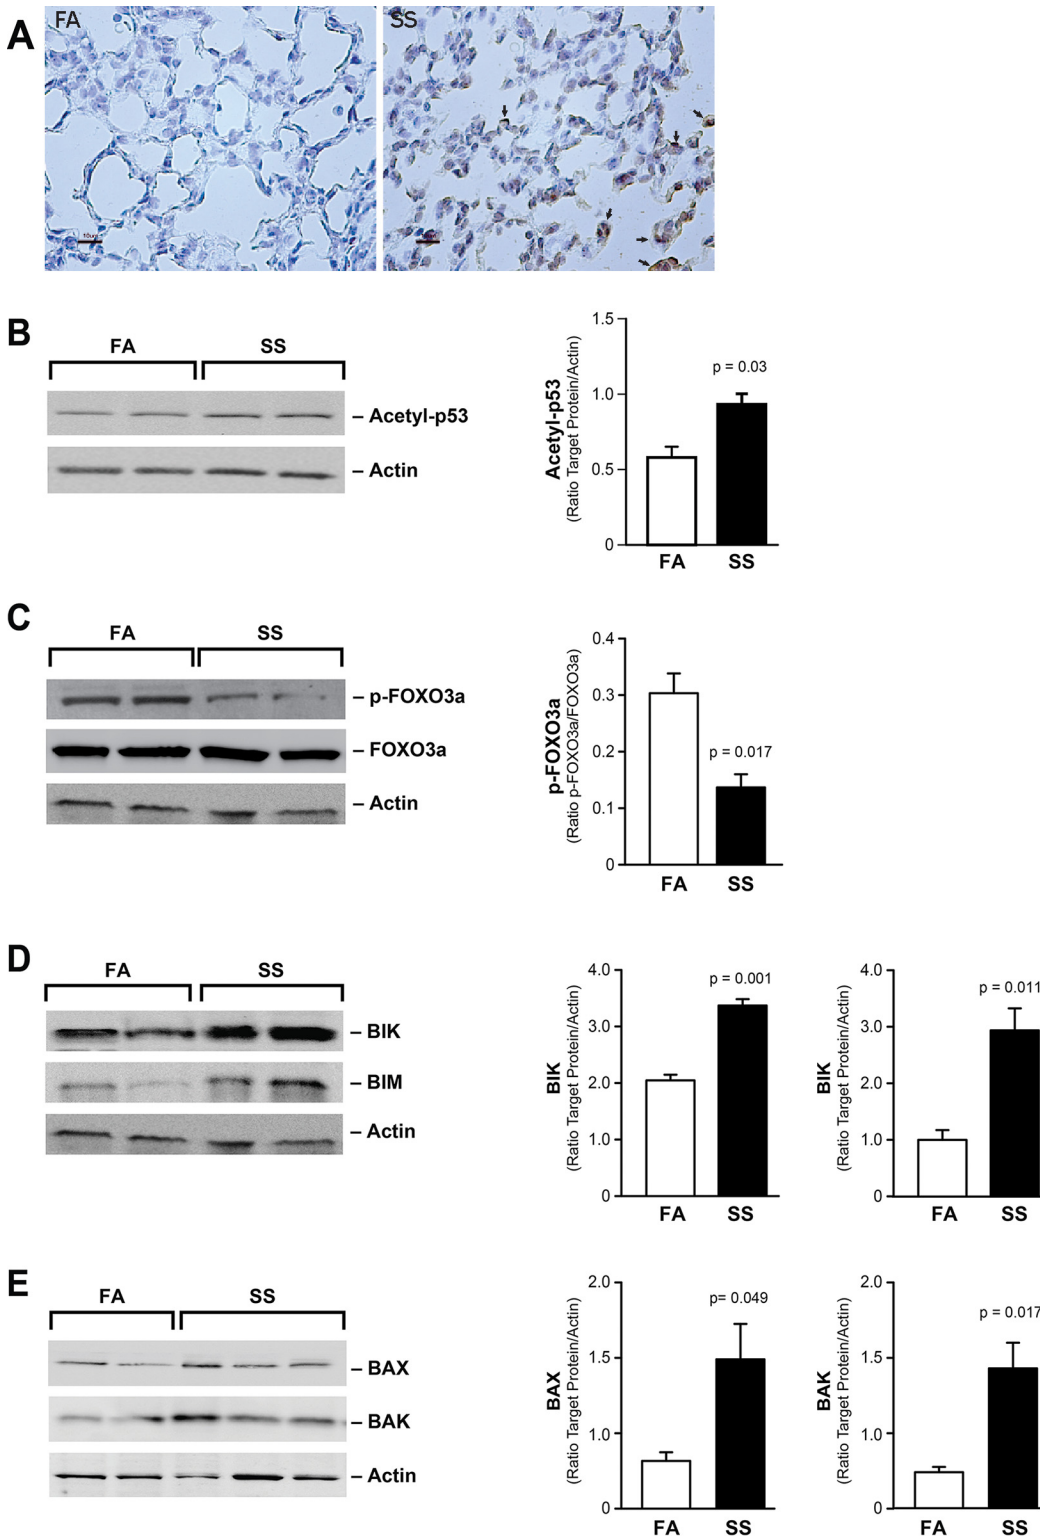 A
FA
SS
10µm
B
FA
SS
– Acetyl-p53
– Actin
Acetyl-p53
(Ratio Target Protein/Actin)
1.5
1.0
0.5
0
p = 0.03
FA
SS
C
FA
SS
– p-FOXO3a
– FOXO3a
– Actin
p-FOXO3a
(Ratio p-FOXO3a/FOXO3a)
0.4
0.3
0.2
0.1
0
p = 0.017
FA
SS
D
FA
SS
– BIK
– BIM
– Actin
BIK
(Ratio Target Protein/Actin)
4.0
3.0
2.0
1.0
0
p = 0.001
FA
SS
BIK
(Ratio Target Protein/Actin)
4.0
3.0
2.0
1.0
0
p = 0.011
FA
SS
E
FA
SS
– BAX
– BAK
– Actin
BAX
(Ratio Target Protein/Actin)
2.0
1.5
1.0
0
p= 0.049
FA
SS
BAK
(Ratio Target Protein/Actin)
2.0
1.5
1.0
0
p = 0.017
FA
SS